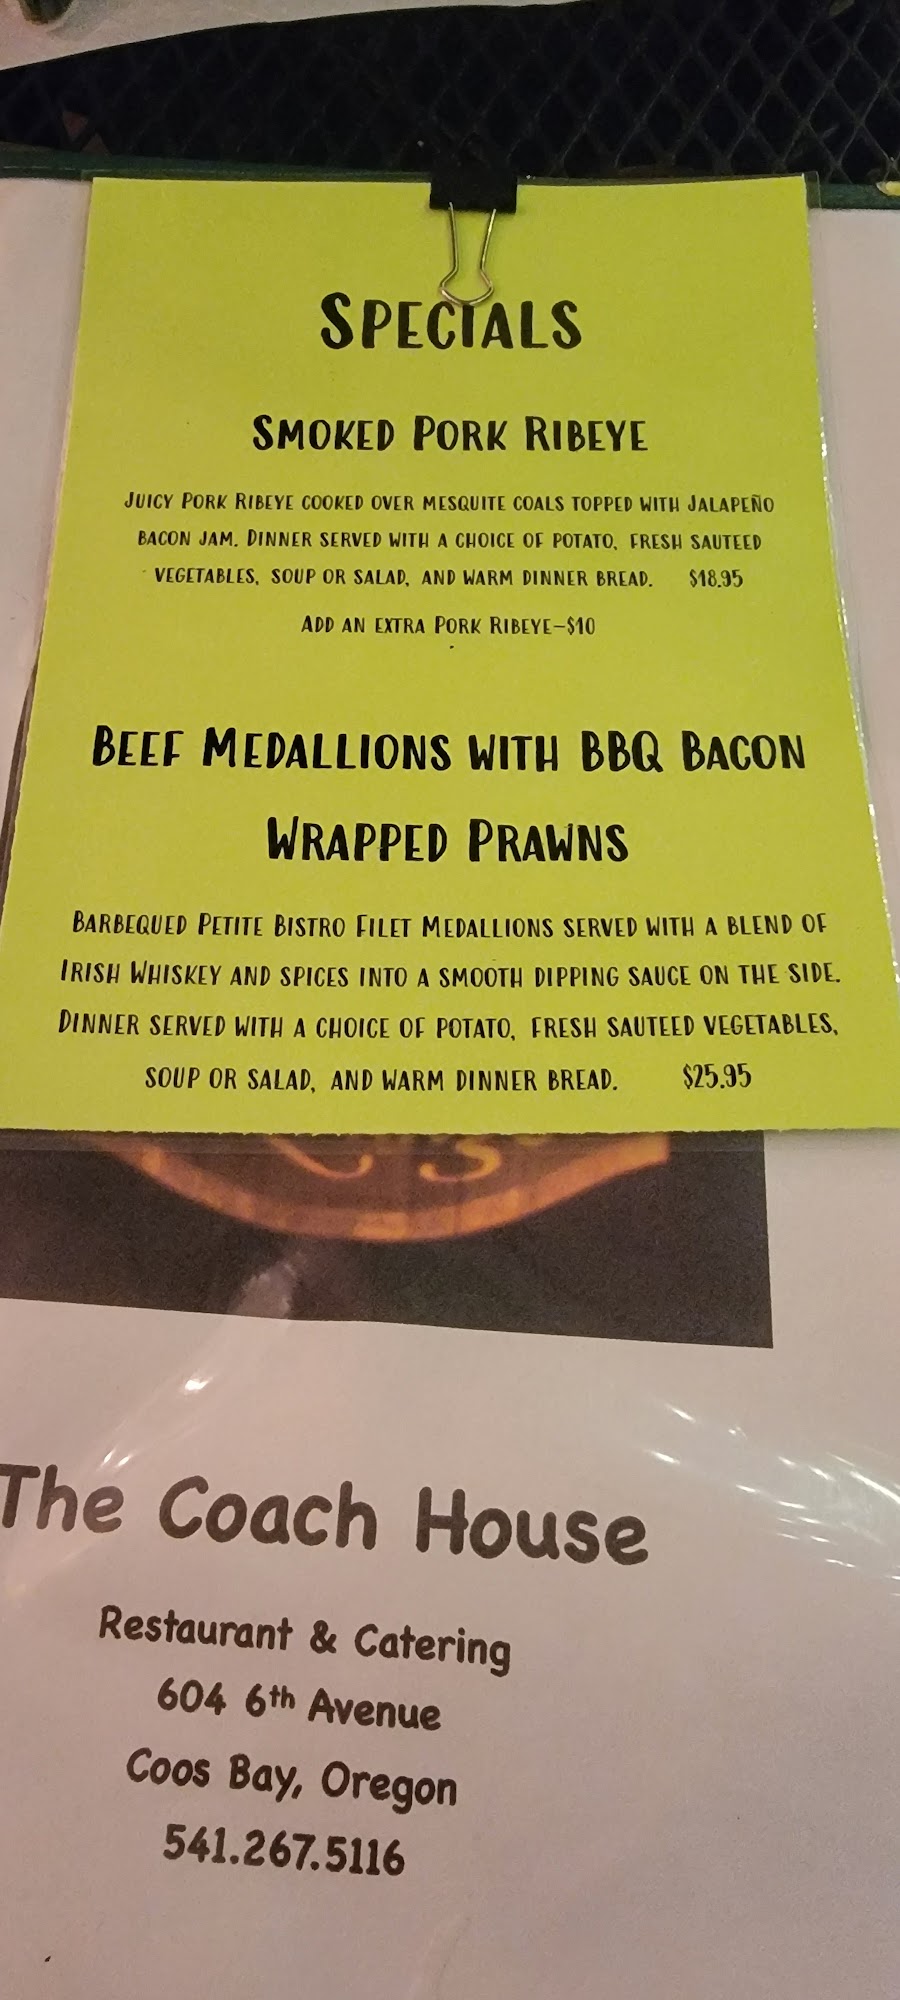 Specials
Smoked Pork Ribeye
Juicy Pork Ribeye cooked over mesquite coals topped with Jalapeño
bacon jam. Dinner served with a choice of potato, fresh sauteed
vegetables, soup or salad, and warm dinner bread. $18.95
Add an extra Pork Ribeye–$10
Beef Medallions with BBQ Bacon
Wrapped Prawns
Barbequed Petite Bistro Filet Medallions served with a blend of
Irish Whiskey and spices into a smooth dipping sauce on the side.
Dinner served with a choice of potato, fresh sauteed vegetables,
soup or salad, and warm dinner bread. $25.95
The Coach House
Restaurant & Catering
604 6th Avenue
Coos Bay, Oregon
541.267.5116